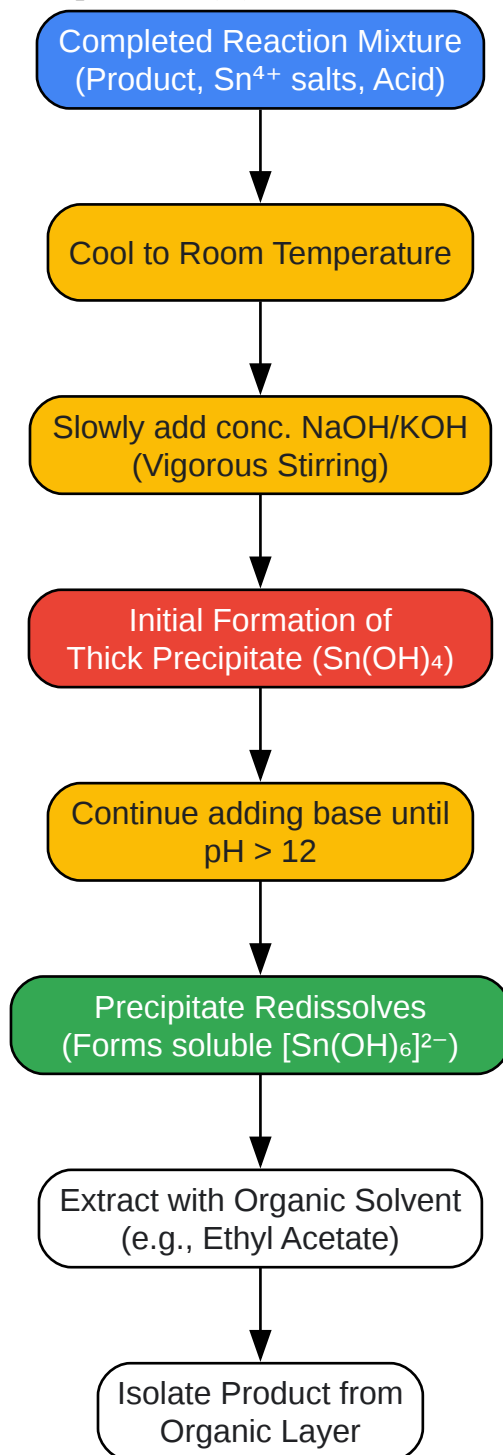 Completed Reaction Mixture
(Product, Sn⁴⁺ salts, Acid)
Cool to Room Temperature
Slowly add conc. NaOH/KOH
(Vigorous Stirring)
Initial Formation of
Thick Precipitate (Sn(OH)₄)
Continue adding base until
pH > 12
Precipitate Redissolves
(Forms soluble [Sn(OH)₆]²⁻)
Extract with Organic Solvent
(e.g., Ethyl Acetate)
Isolate Product from
Organic Layer